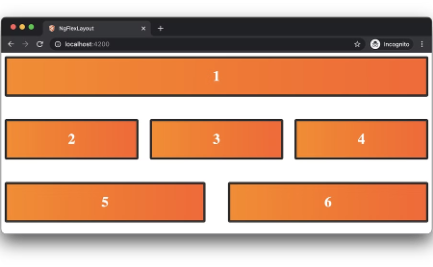 NgFlexLayout
localhost:4200
Incognito
1
2 3 4
5 6